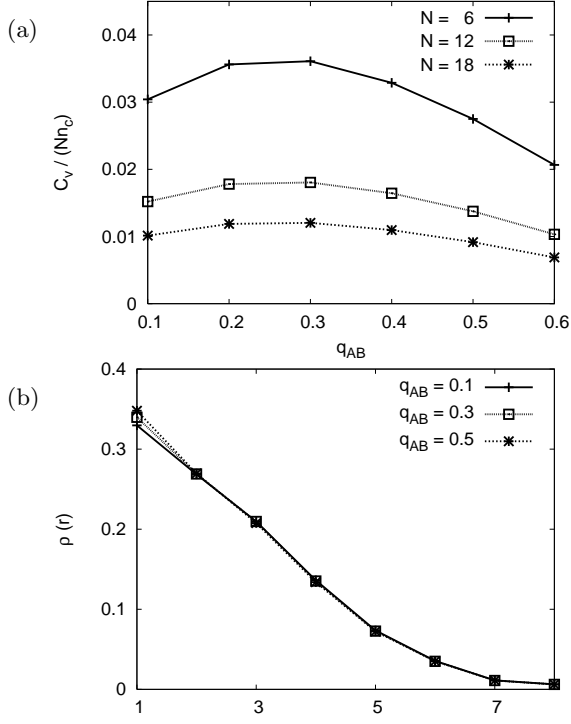 (a)
0.04
0.03
0.02
0.01
0
C_v / (Nn_c)
N = 6
N = 12
N = 18
0.1 0.2 0.3 0.4 0.5 0.6
q_AB
(b)
0.4
0.3
0.2
0.1
0
ρ (r)
q_AB = 0.1
q_AB = 0.3
q_AB = 0.5
1 3 5 7